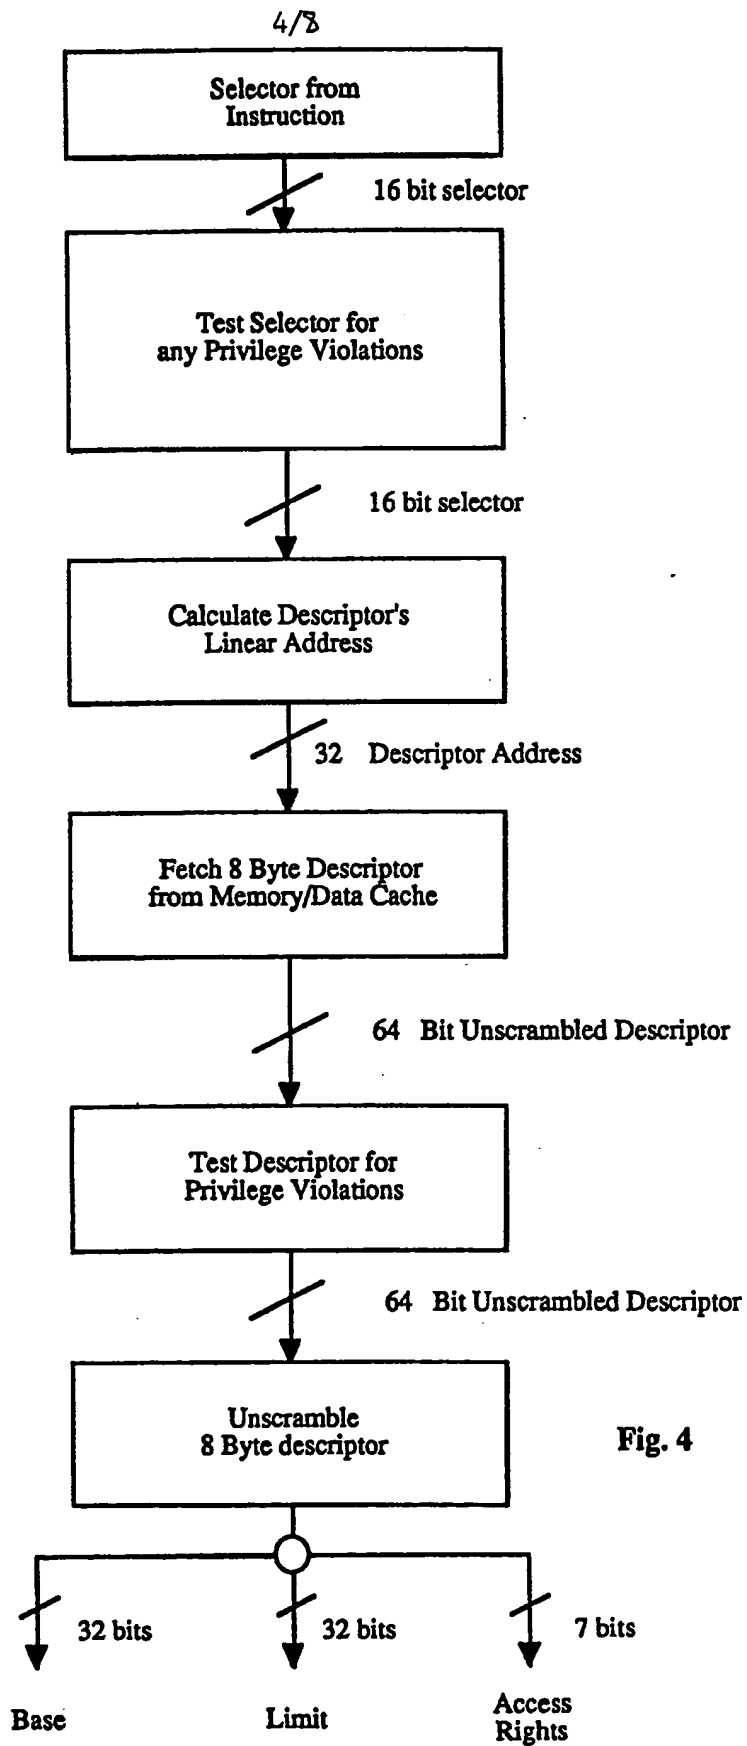 4/8
Selector from
Instruction
16 bit selector
Test Selector for
any Privilege Violations
16 bit selector
Calculate Descriptor's
Linear Address
32 Descriptor Address
Fetch 8 Byte Descriptor
from Memory/Data Cache
64 Bit Unscrambled Descriptor
Test Descriptor for
Privilege Violations
64 Bit Unscrambled Descriptor
Unscramble
8 Byte descriptor
Fig. 4
32 bits
32 bits
7 bits
Base
Limit
Access
Rights